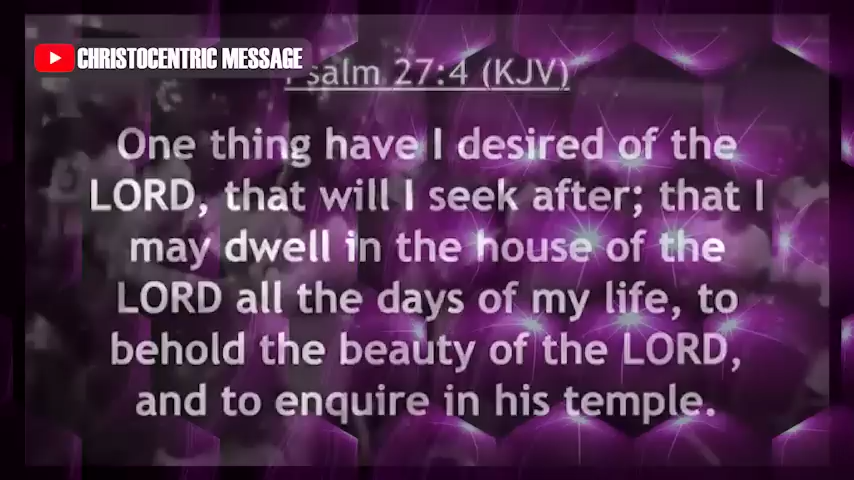 CHRISTOCENTRIC MESSAGE
Psalm 27:4 (KJV)
One thing have I desired of the
LORD, that will I seek after; that I
may dwell in the house of the
LORD all the days of my life, to
behold the beauty of the LORD,
and to enquire in his temple.